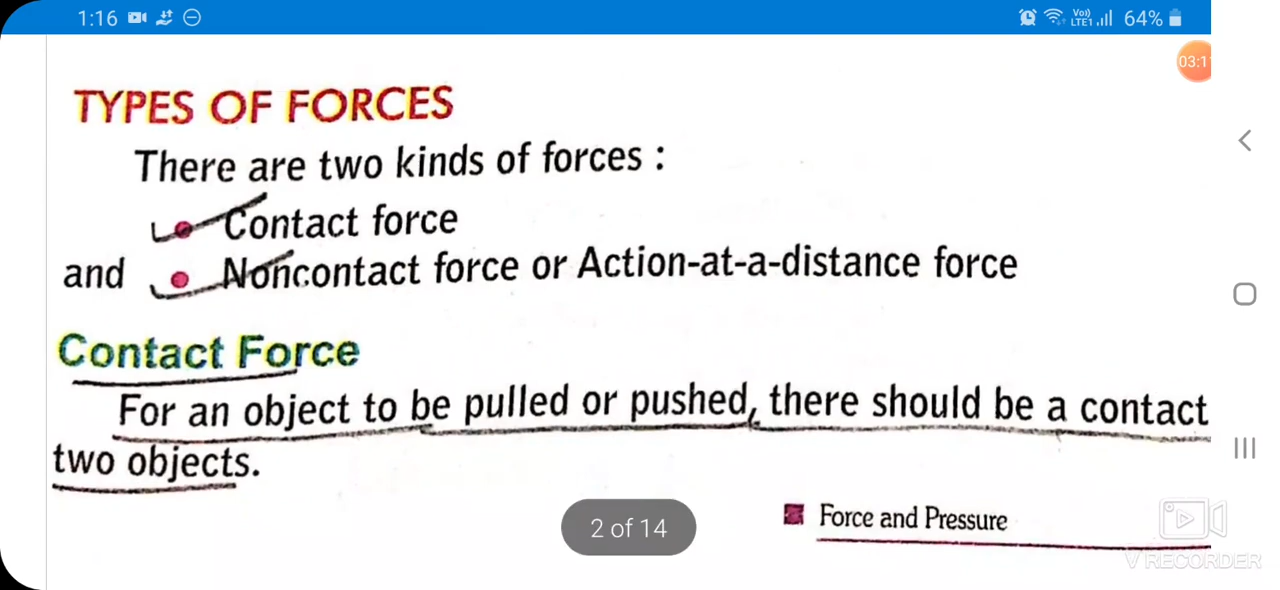 1:16
Vo)) LTE1 64%
03:1
TYPES OF FORCES
There are two kinds of forces :
Contact force
and Noncontact force or Action-at-a-distance force
Contact Force
For an object to be pulled or pushed, there should be a contact
two objects.
2 of 14
Force and Pressure
V RECORDER